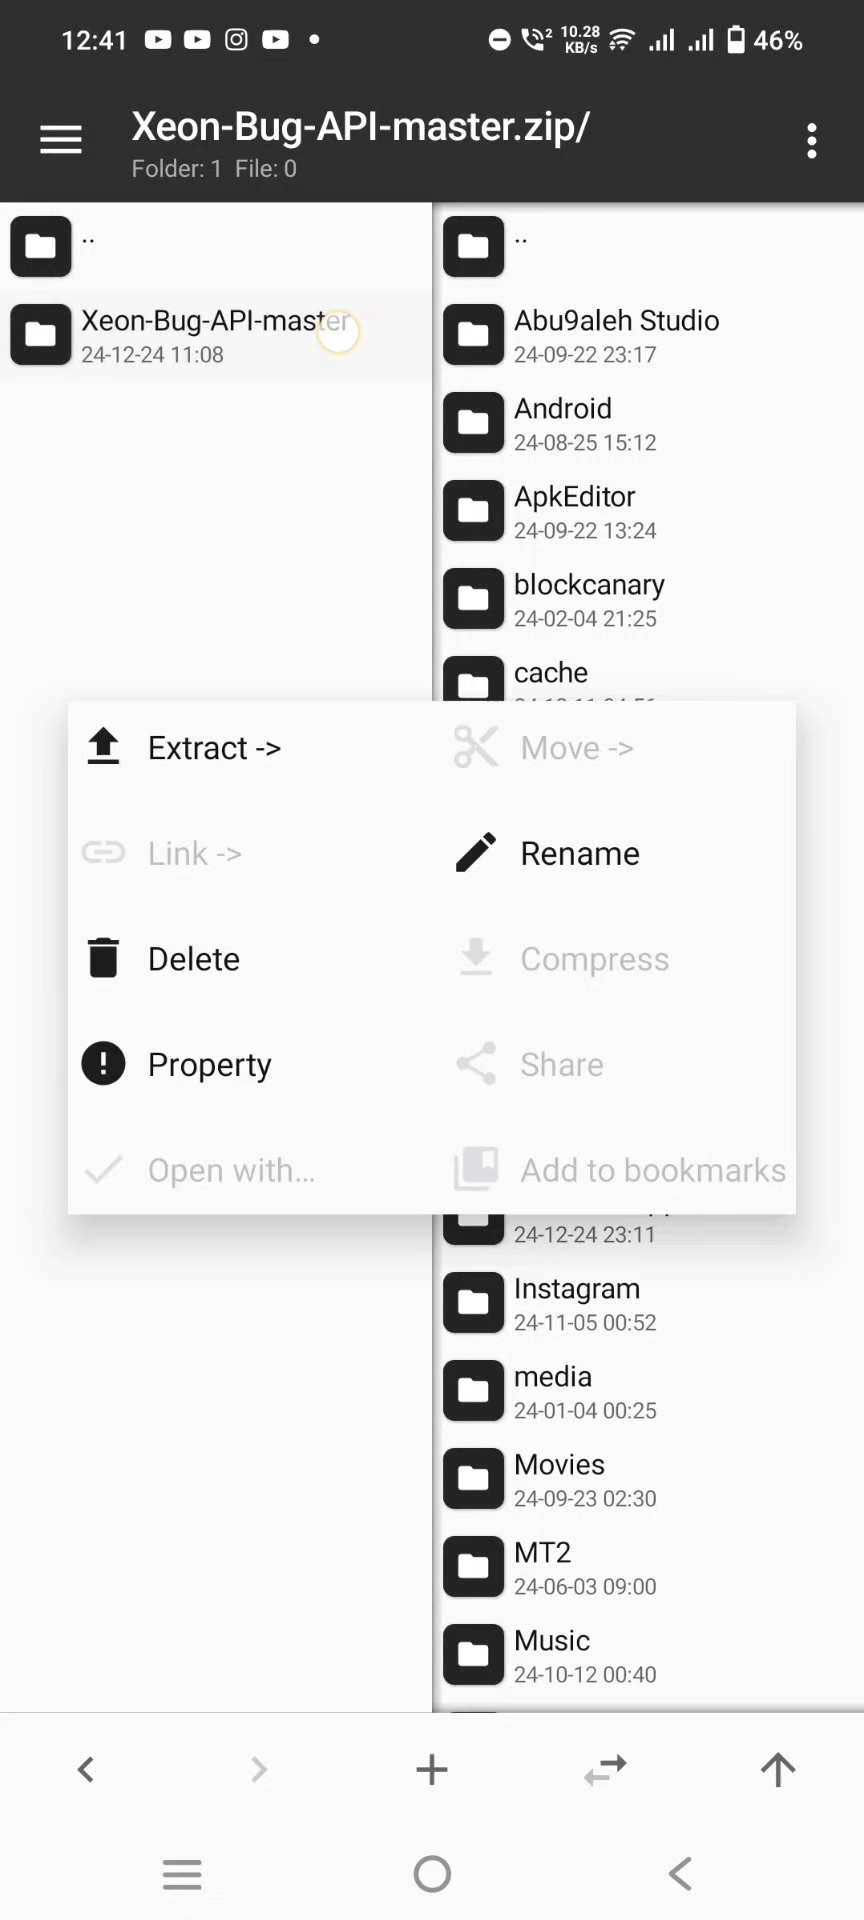 12:41
2 10.28 KB/s 46%
Xeon-Bug-API-master.zip/
Folder: 1 File: 0
..
Xeon-Bug-API-master
24-12-24 11:08
..
Abu9aleh Studio
24-09-22 23:17
Android
24-08-25 15:12
ApkEditor
24-09-22 13:24
blockcanary
24-02-04 21:25
cache
Extract ->
Move ->
Link ->
Rename
Delete
Compress
Property
Share
Open with...
Add to bookmarks
24-12-24 23:11
Instagram
24-11-05 00:52
media
24-01-04 00:25
Movies
24-09-23 02:30
MT2
24-06-03 09:00
Music
24-10-12 00:40